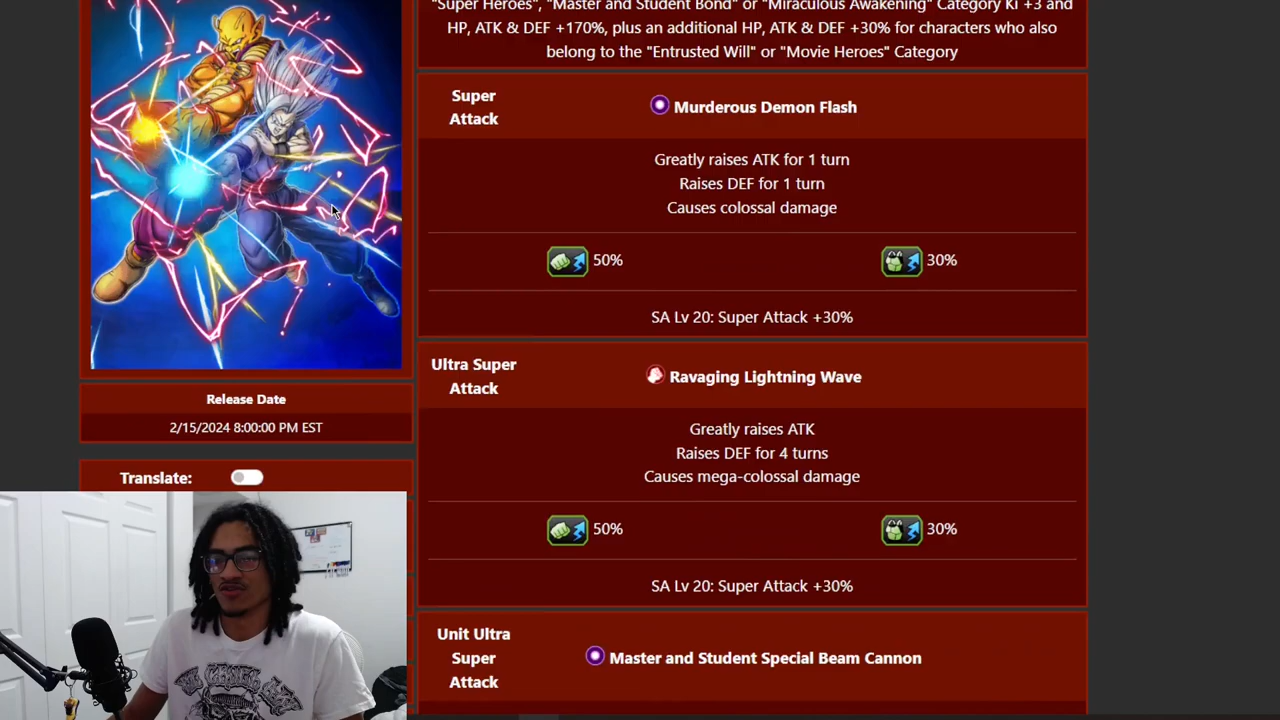 "Super Heroes", "Master and Student Bond" or "Miraculous Awakening" Category Ki +3 and
HP, ATK & DEF +170%, plus an additional HP, ATK & DEF +30% for characters who also
belong to the "Entrusted Will" or "Movie Heroes" Category
Super
Attack
Murderous Demon Flash
Greatly raises ATK for 1 turn
Raises DEF for 1 turn
Causes colossal damage
50%
30%
SA Lv 20: Super Attack +30%
Ultra Super
Attack
Ravaging Lightning Wave
Greatly raises ATK
Raises DEF for 4 turns
Causes mega-colossal damage
50%
30%
SA Lv 20: Super Attack +30%
Unit Ultra
Super
Attack
Master and Student Special Beam Cannon
Release Date
2/15/2024 8:00:00 PM EST
Translate: